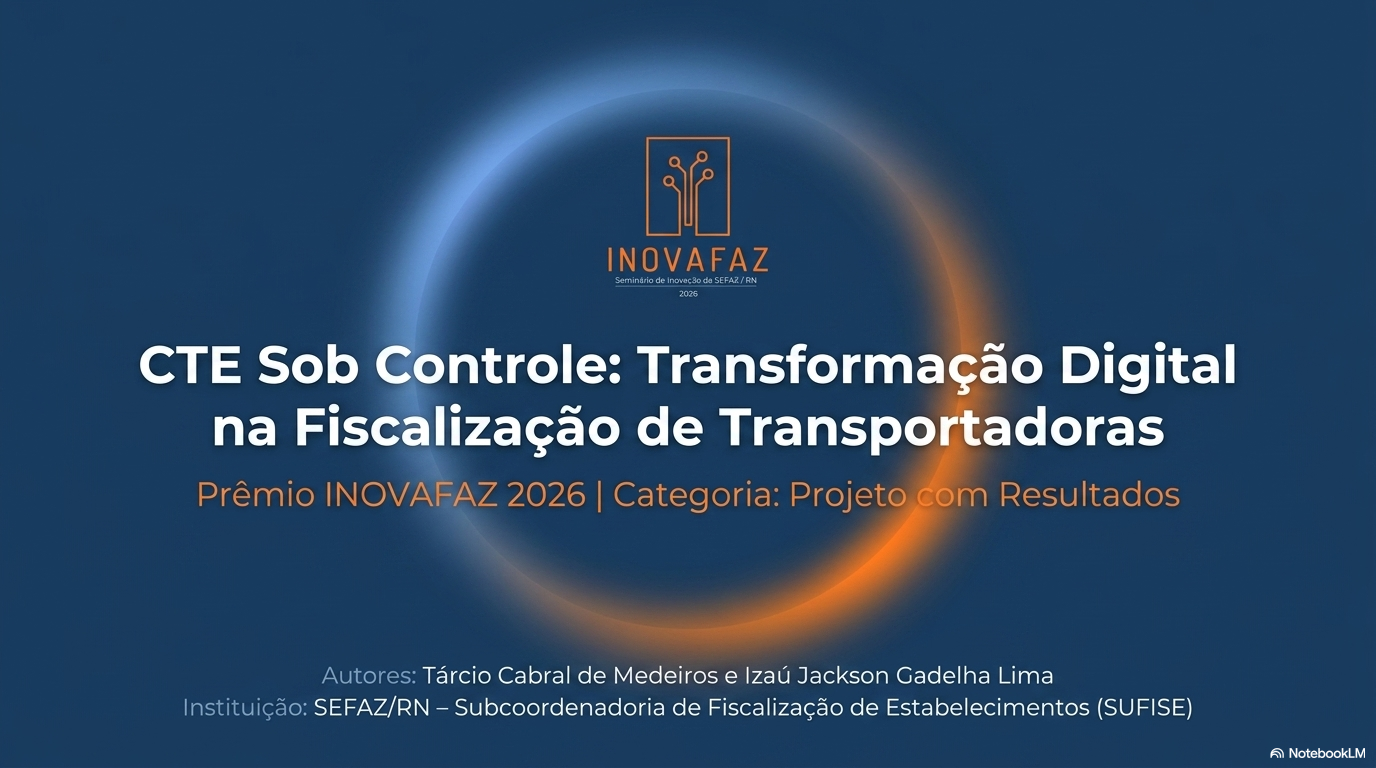 INOVAFAZ
Seminário de Inovação da SEFAZ / RN
2026
CTE Sob Controle: Transformação Digital
na Fiscalização de Transportadoras
Prêmio INOVAFAZ 2026 | Categoria: Projeto com Resultados
Autores: Tárcio Cabral de Medeiros e Izaú Jackson Gadelha Lima
Instituição: SEFAZ/RN – Subcoordenadoria de Fiscalização de Estabelecimentos (SUFISE)
NotebookLM